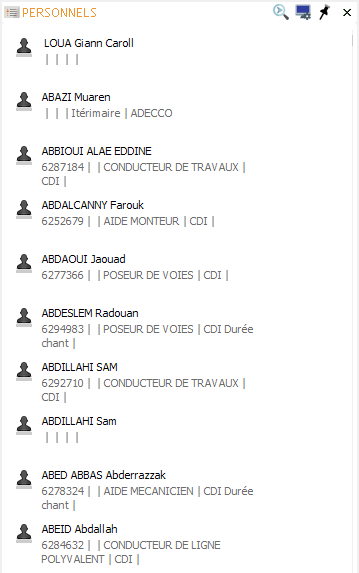 PERSONNELS
LOUA Giann Caroll
| | | |
ABAZI Muaren
| | | Itérimaire | ADECCO
ABBIOUI ALAE EDDINE
6287184 | | CONDUCTEUR DE TRAVAUX |
CDI |
ABDALCANNY Farouk
6252679 | | AIDE MONTEUR | CDI |
ABDAOUI Jaouad
6277366 | | POSEUR DE VOIES | CDI |
ABDESLEM Radouan
6294983 | | POSEUR DE VOIES | CDI Durée
chant |
ABDILLAHI SAM
6292710 | | CONDUCTEUR DE TRAVAUX |
CDI |
ABDILLAHI Sam
| | | |
ABED ABBAS Abderrazzak
6278324 | | AIDE MECANICIEN | CDI Durée
chant |
ABEID Abdallah
6284632 | | CONDUCTEUR DE LIGNE
POLYVALENT | CDI |